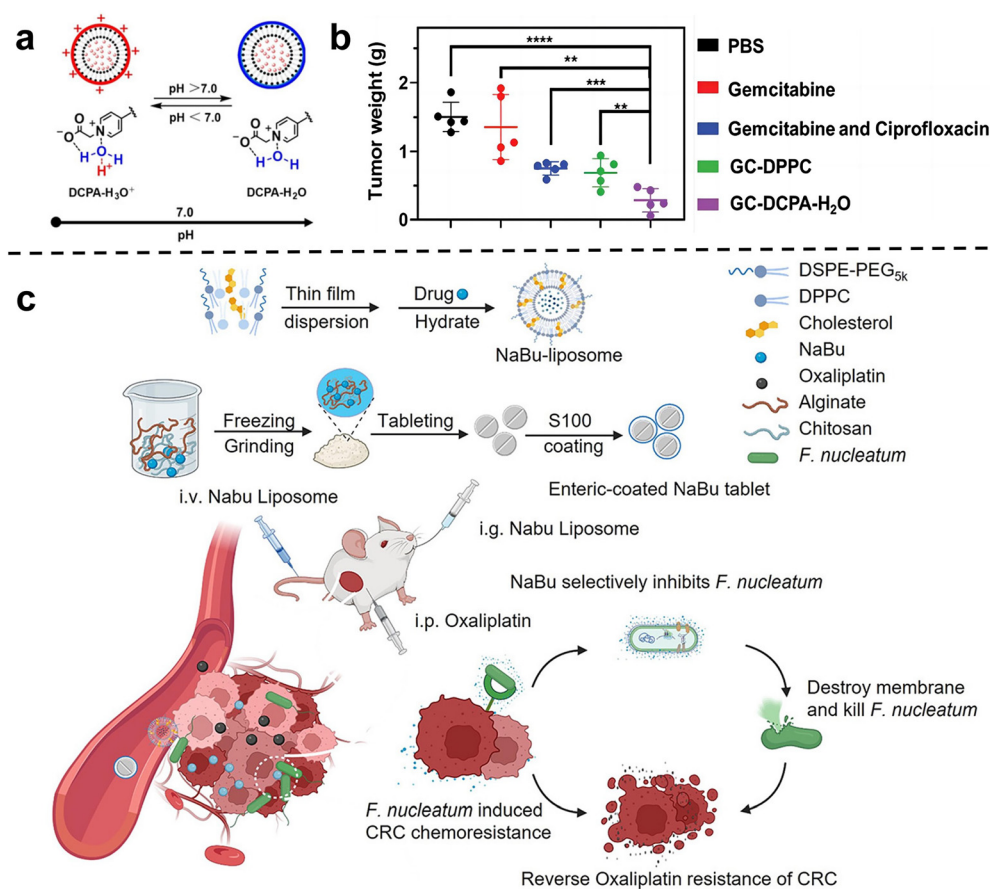 a
pH >7.0
pH < 7.0
O
⁻O
N⁺
O
H H
H⁺
DCPA-H₃O⁺
O
⁻O
N⁺
O
H H
DCPA-H₂O
7.0
pH
b
Tumor weight (g)
2
1
0
****
**
***
**
PBS
Gemcitabine
Gemcitabine and Ciprofloxacin
GC-DPPC
GC-DCPA-H₂O
c
Thin film
dispersion
Drug
Hydrate
NaBu-liposome
DSPE-PEG₅ₖ
DPPC
Cholesterol
NaBu
Oxaliplatin
Alginate
Chitosan
F. nucleatum
Freezing
Grinding
Tableting
S100
coating
Enteric-coated NaBu tablet
i.v. Nabu Liposome
i.g. Nabu Liposome
i.p. Oxaliplatin
NaBu selectively inhibits F. nucleatum
Destroy membrane
and kill F. nucleatum
F. nucleatum induced
CRC chemoresistance
Reverse Oxaliplatin resistance of CRC